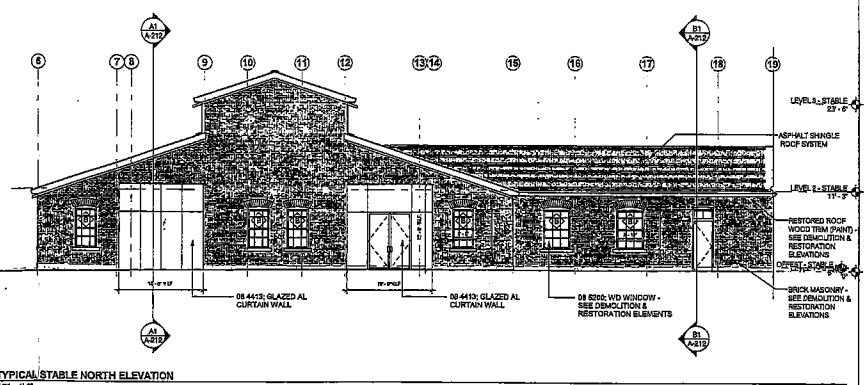 A1
A-212
B1
A-212
6
7
8
9
10
11
12
13
14
15
16
17
18
19
LEVEL 3 - STABLE
23' - 6"
ASPHALT SHINGLE
ROOF SYSTEM
LEVEL 2 - STABLE
11' - 3"
RESTORED ROOF
WOOD TRIM (PAINT) -
SEE DEMOLITION &
RESTORATION
ELEVATIONS
BRICK MASONRY -
SEE DEMOLITION &
RESTORATION
ELEVATIONS
08 4413; GLAZED AL
CURTAIN WALL
08 4413; GLAZED AL
CURTAIN WALL
08 5200; WD WINDOW -
SEE DEMOLITION &
RESTORATION ELEMENTS
A1
A-212
B1
A-212
TYPICAL STABLE NORTH ELEVATION